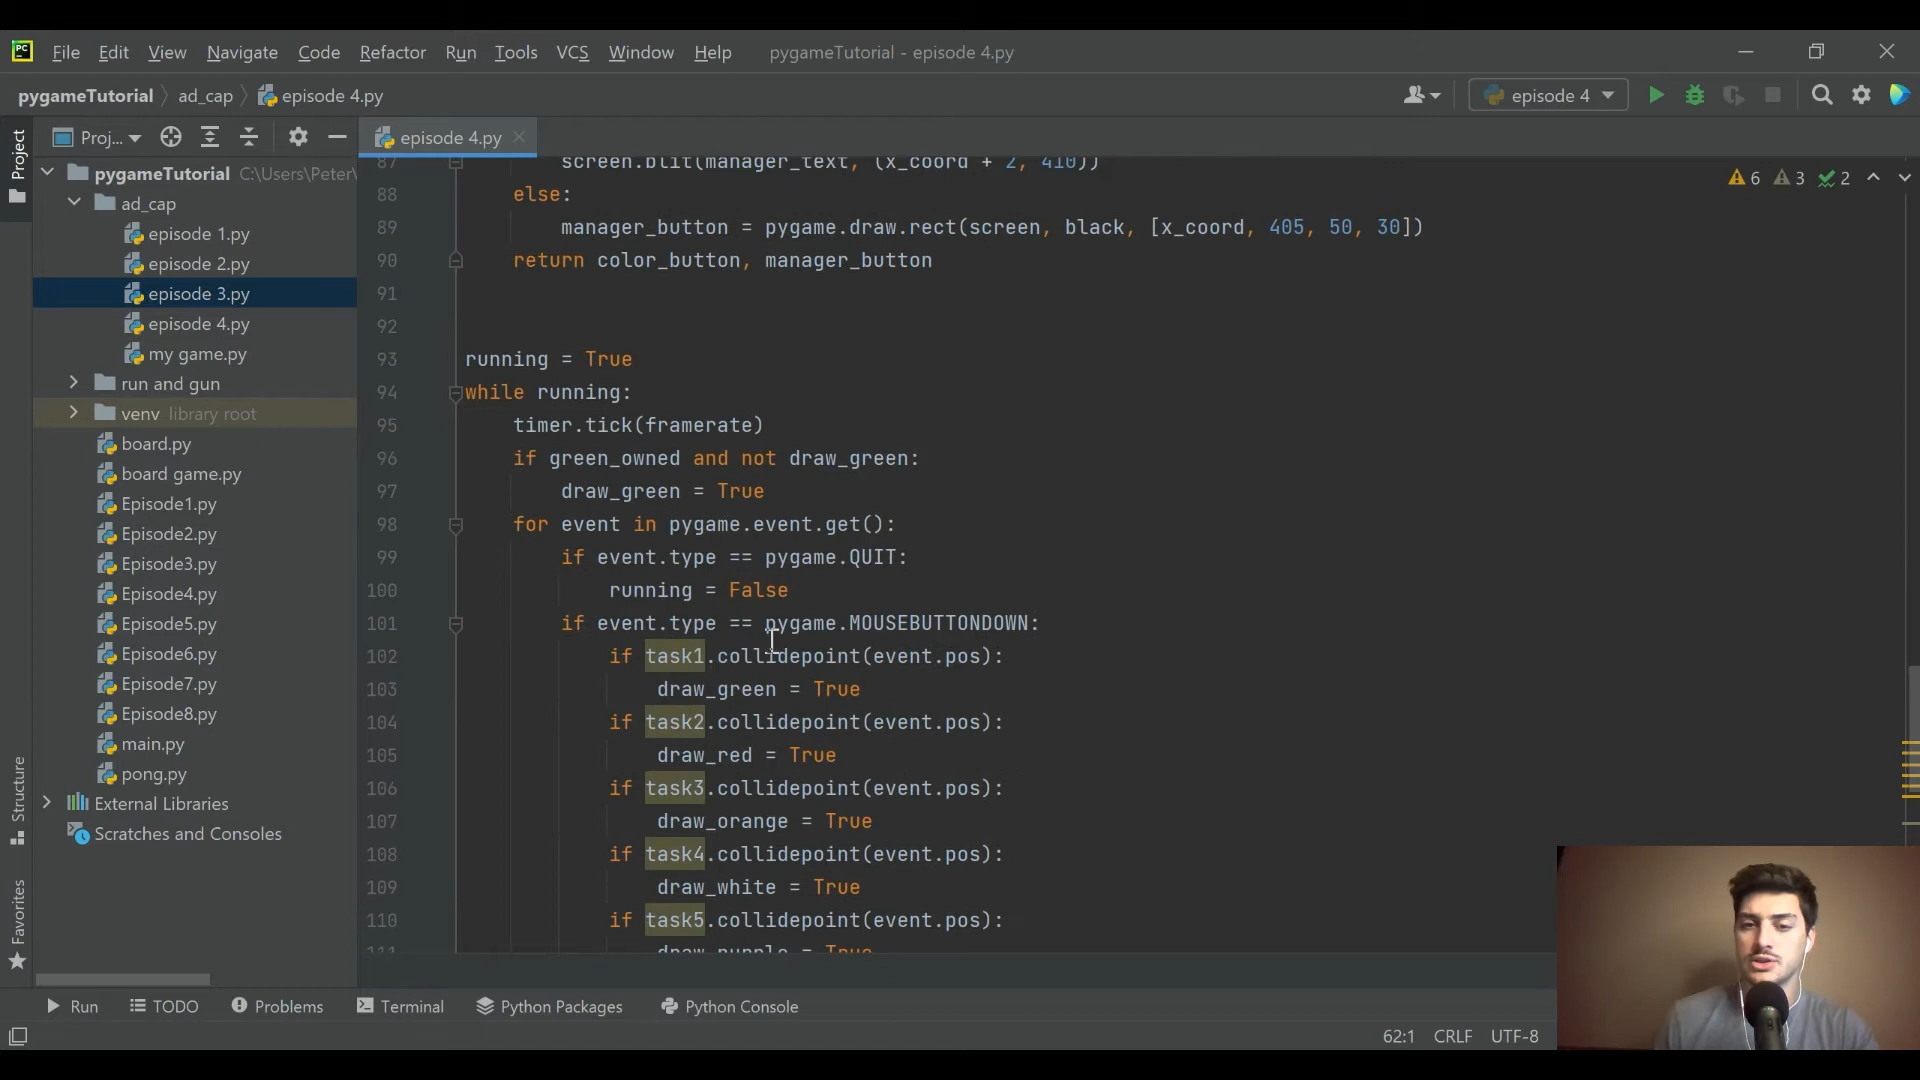 PC File Edit View Navigate Code Refactor Run Tools VCS Window Help pygameTutorial - episode 4.py
pygameTutorial ad_cap episode 4.py episode 4
Project
Proj... episode 4.py
pygameTutorial C:\Users\Peter\
ad_cap
episode 1.py
episode 2.py
episode 3.py
episode 4.py
my game.py
run and gun
venv library root
board.py
board game.py
Episode1.py
Episode2.py
Episode3.py
Episode4.py
Episode5.py
Episode6.py
Episode7.py
Episode8.py
main.py
pong.py
External Libraries
Scratches and Consoles
Structure
Favorites
6 3 2
87 screen.blit(manager_text, (x_coord + 2, 410))
88 else:
89 manager_button = pygame.draw.rect(screen, black, [x_coord, 405, 50, 30])
90 return color_button, manager_button
91
92
93 running = True
94 while running:
95 timer.tick(framerate)
96 if green_owned and not draw_green:
97 draw_green = True
98 for event in pygame.event.get():
99 if event.type == pygame.QUIT:
100 running = False
101 if event.type == pygame.MOUSEBUTTONDOWN:
102 if task1.collidepoint(event.pos):
103 draw_green = True
104 if task2.collidepoint(event.pos):
105 draw_red = True
106 if task3.collidepoint(event.pos):
107 draw_orange = True
108 if task4.collidepoint(event.pos):
109 draw_white = True
110 if task5.collidepoint(event.pos):
111 draw_purple = True
Run TODO Problems Terminal Python Packages Python Console
62:1 CRLF UTF-8